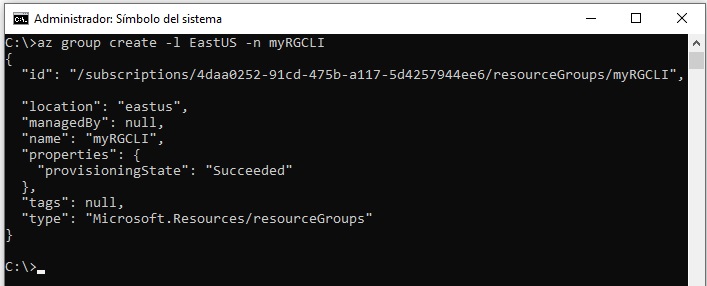 Administrador: Símbolo del sistema
C:\>az group create -l EastUS -n myRGCLI
{
  "id": "/subscriptions/4daa0252-91cd-475b-a117-5d4257944ee6/resourceGroups/myRGCLI",
  "location": "eastus",
  "managedBy": null,
  "name": "myRGCLI",
  "properties": {
    "provisioningState": "Succeeded"
  },
  "tags": null,
  "type": "Microsoft.Resources/resourceGroups"
}
C:\>